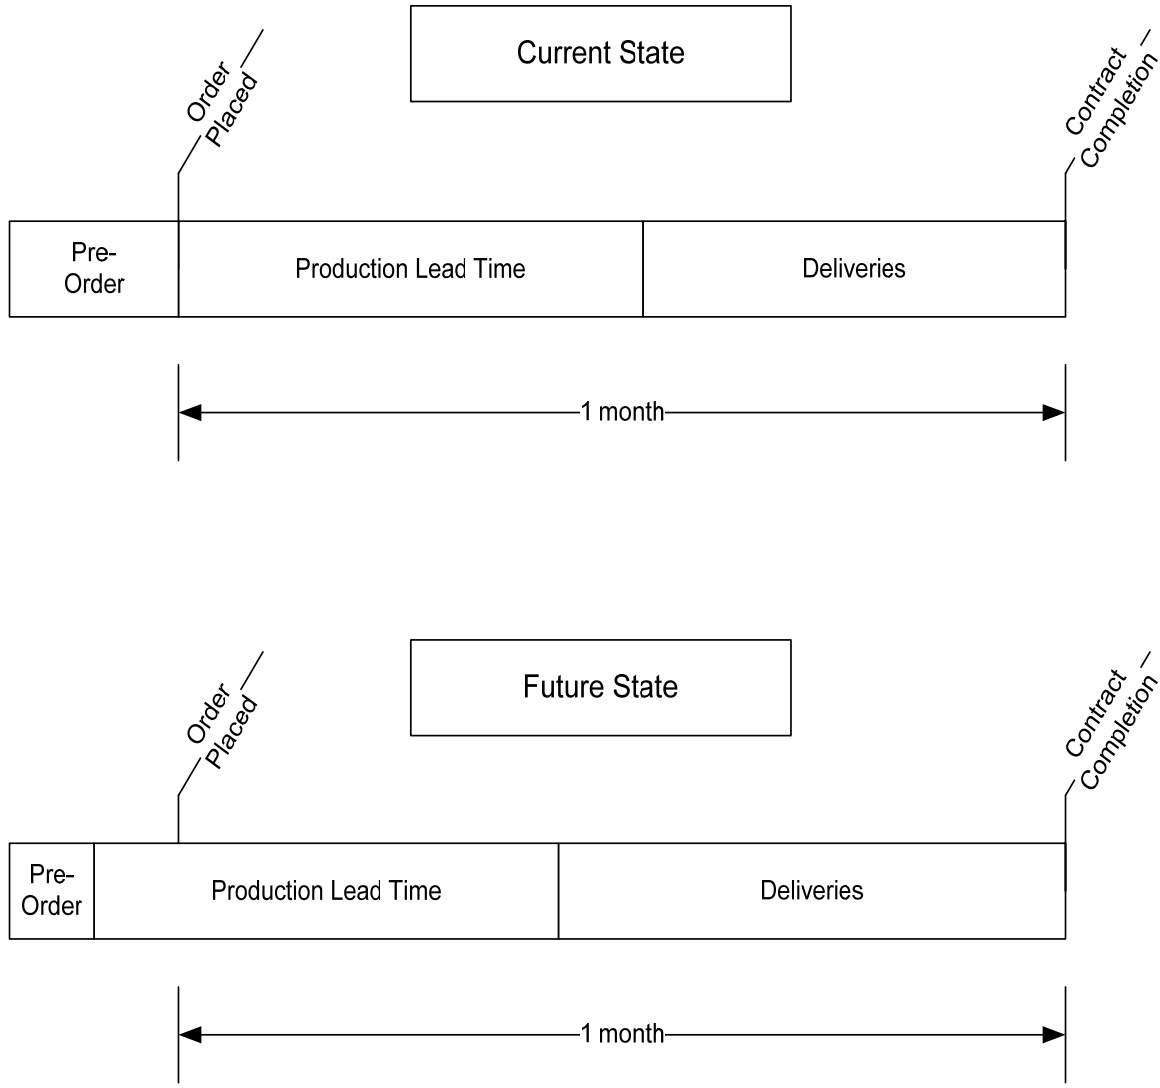 Current State
Order
Placed
Contract
Completion
Pre-
Order
Production Lead Time
Deliveries
1 month
Future State
Order
Placed
Contract
Completion
Pre-
Order
Production Lead Time
Deliveries
1 month